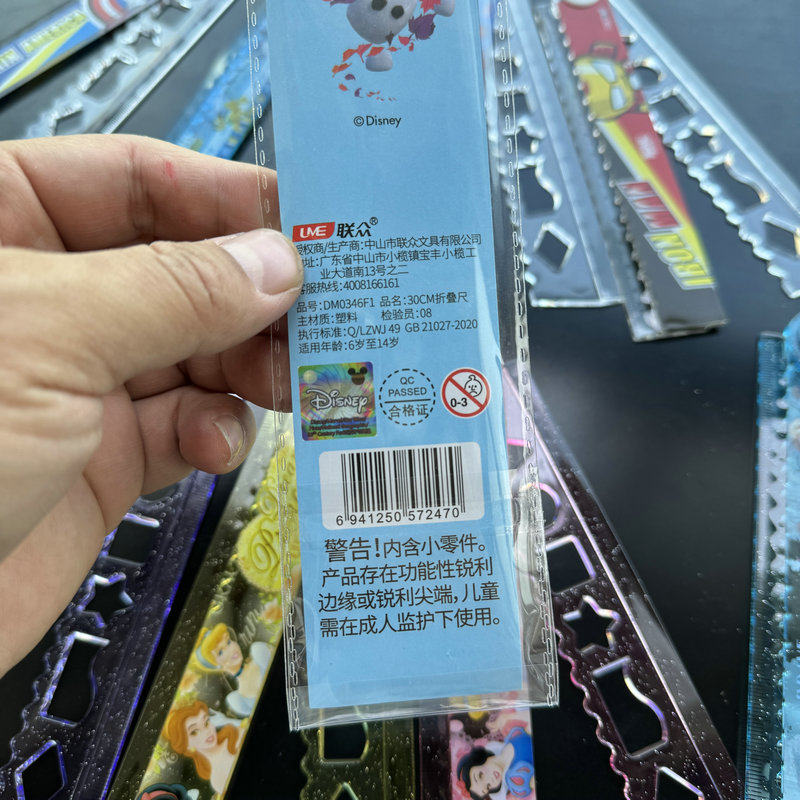 ©Disney
LIVE 联众®
授权商/生产商: 中山市联众文具有限公司
地址:广东省中山市小榄镇宝丰小榄工
业大道南13号之二
客服热线:4008166161
品号: DM0346F1 品名: 30CM折叠尺
主材质: 塑料 检验员: 08
执行标准: Q/LZWJ 49 GB 21027-2020
适用年龄: 6岁至14岁
Disney
QC
PASSED
合格证
0-3
6 941250 572470
警告!内含小零件。
产品存在功能性锐利
边缘或锐利尖端,儿童
需在成人监护下使用。
IRON MAN